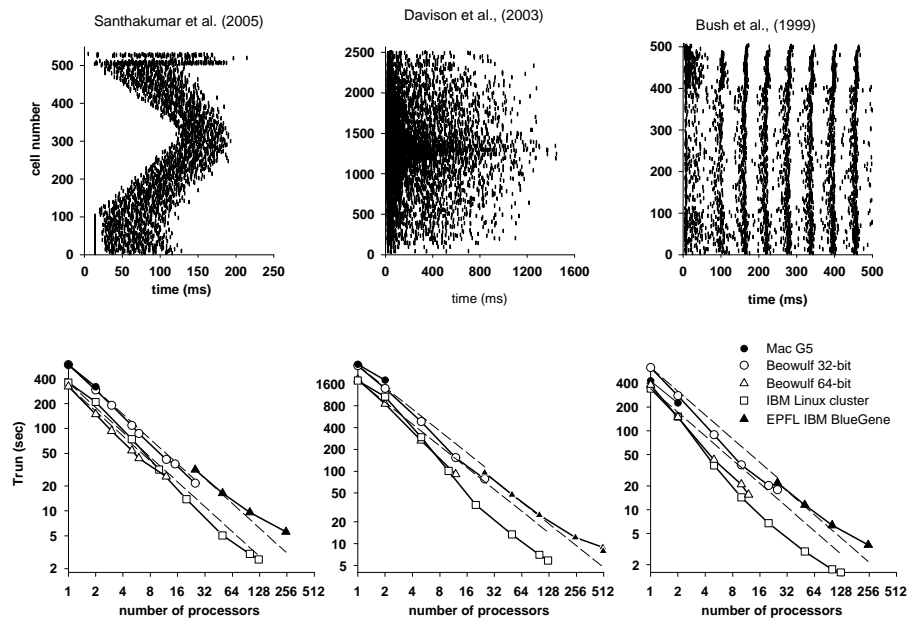 Santhakumar et al. (2005)
Davison et al., (2003)
Bush et al., (1999)
cell number
500
400
300
200
100
0
0 50 100 150 200 250
time (ms)
2500
2000
1500
1000
500
0
0 400 800 1200 1600
time (ms)
500
400
300
200
100
0
0 100 200 300 400 500
time (ms)
Trun (sec)
400
200
100
50
20
10
5
2
1 2 4 8 16 32 64 128 256 512
number of processors
1600
800
400
200
100
50
20
10
5
1 2 4 8 16 32 64 128 256 512
number of processors
400
200
100
50
20
10
5
2
1 2 4 8 16 32 64 128 256 512
number of processors
Mac G5
Beowulf 32-bit
Beowulf 64-bit
IBM Linux cluster
EPFL IBM BlueGene